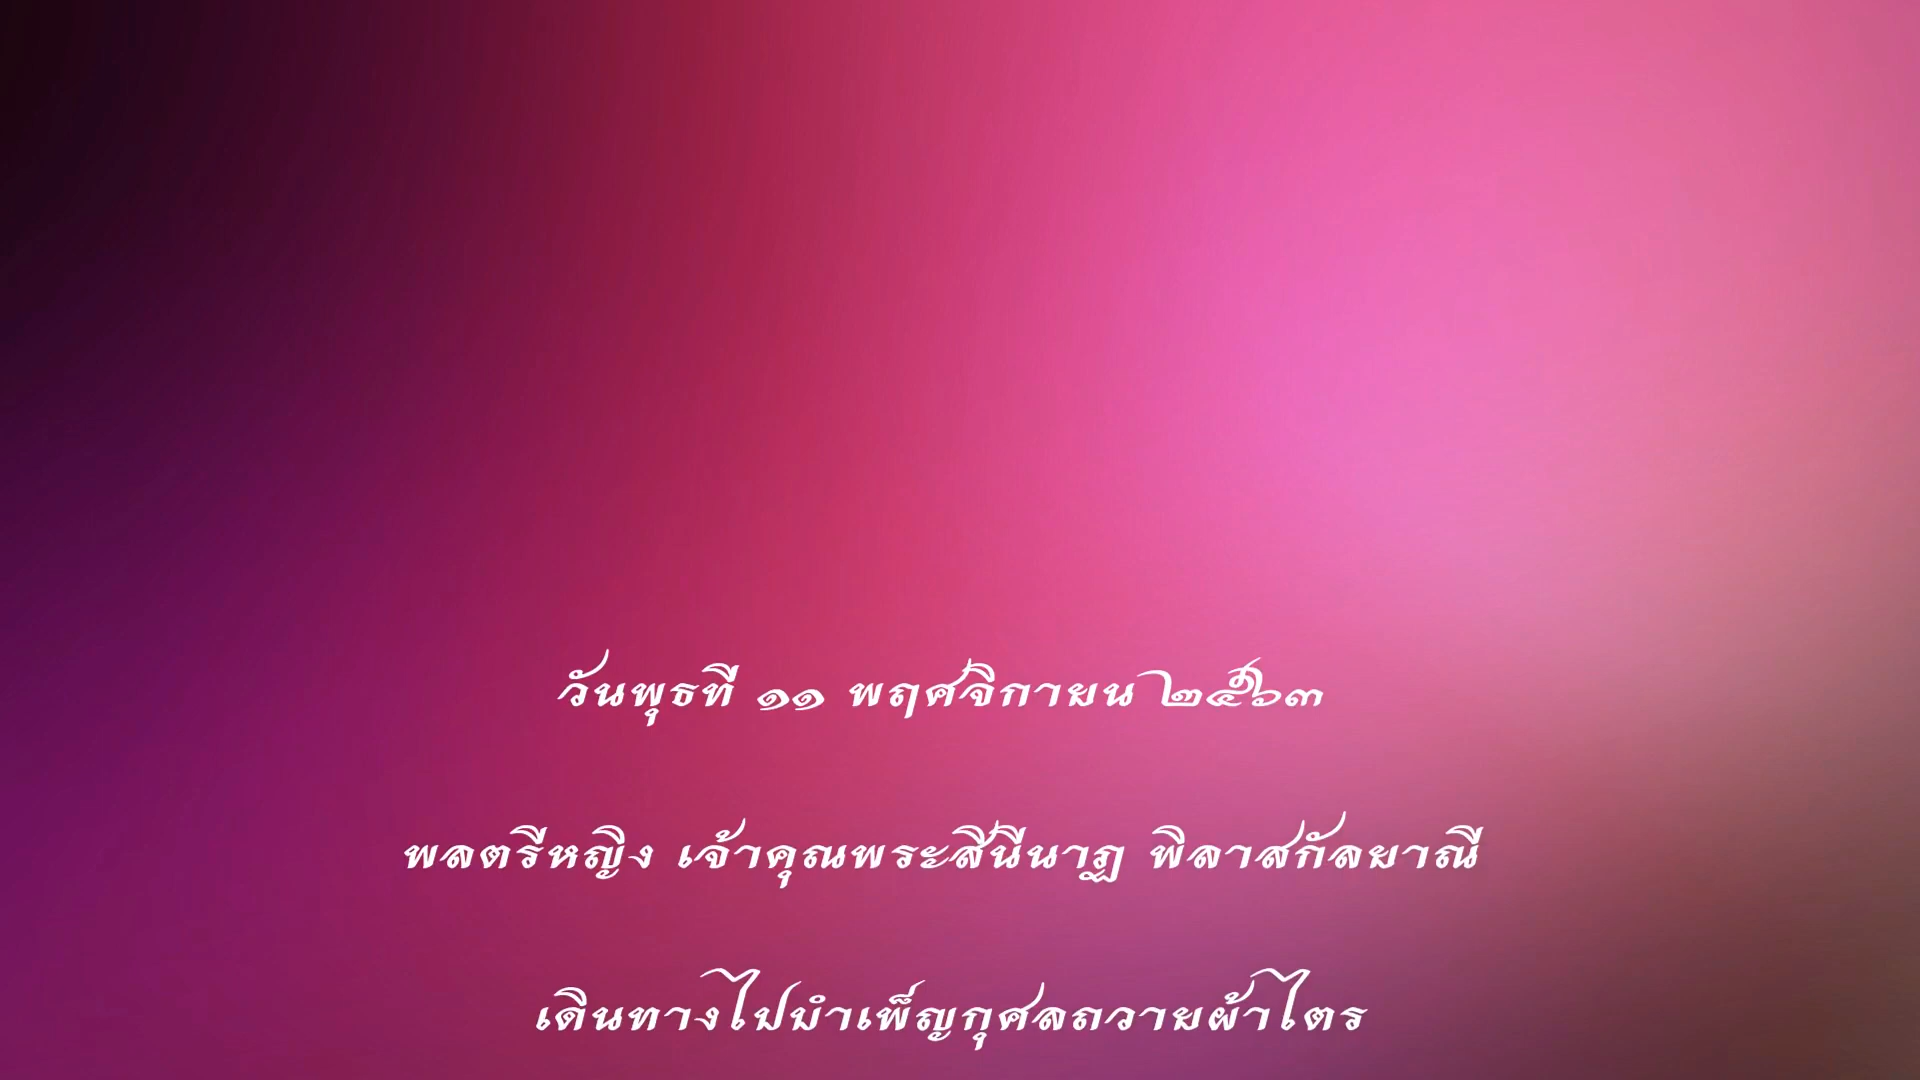 วันพุธที่ ๑๑ พฤศจิกายน ๒๕๖๓
พลตรีหญิง เจ้าคุณพระสินีนาฏ พิลาสกัลยาณี
เดินทางไปบำเพ็ญกุศลถวายผ้าไตร